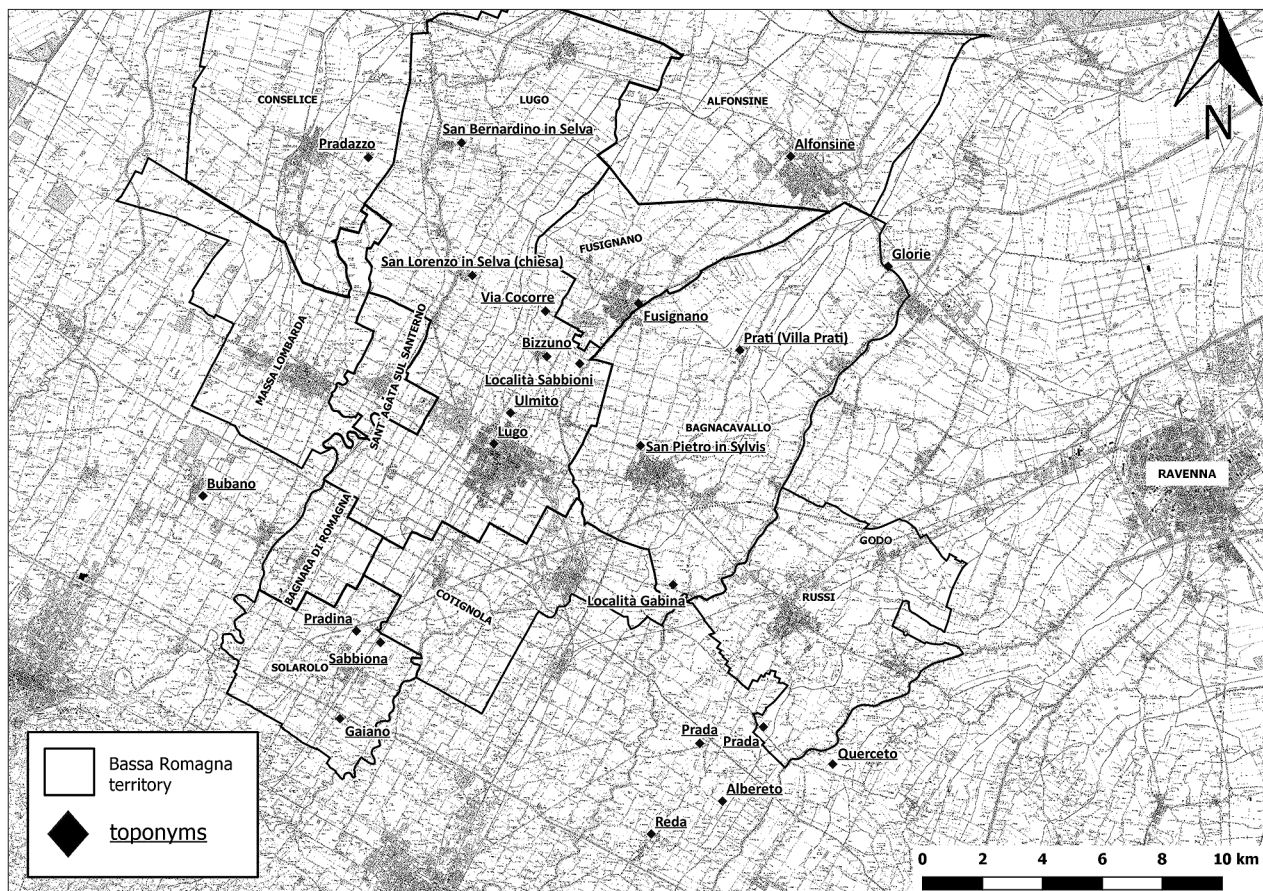 CONSELICE
LUGO
ALFONSINE
N
San Bernardino in Selva
Pradazzo
Alfonsine
FUSIGNANO
Glorie
San Lorenzo in Selva (chiesa)
Via Cocorre
Fusignano
MASSA LOMBARDA
SANT'AGATA SUL SANTERNO
Bizzuno
Prati (Villa Prati)
Località Sabbioni
Ulmito
BAGNACAVALLO
Lugo
San Pietro in Sylvis
RAVENNA
Bubano
BAGNARA DI ROMAGNA
GODO
COTIGNOLA
Località Gabina
RUSSI
Pradina
Sabbiona
SOLAROLO
Gaiano
Prada
Prada
Querceto
Albereto
Reda
Bassa Romagna
territory
toponyms
0 2 4 6 8 10 km